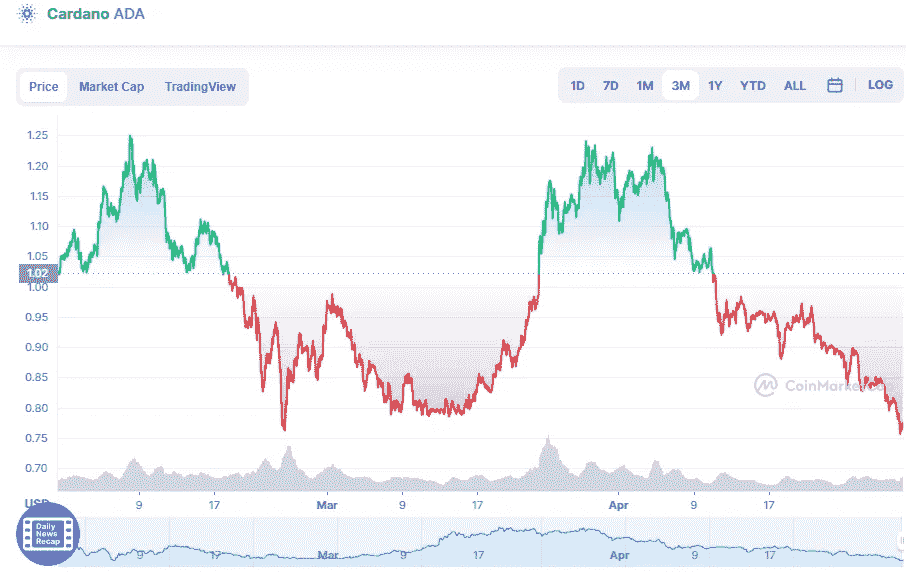 Cardano ADA
Price Market Cap TradingView
1D 7D 1M 3M 1Y YTD ALL LOG
1.25
1.20
1.15
1.10
1.05
1.02
1.00
0.95
0.90
0.85
0.80
0.75
0.70
9 17 Mar 9 17 Apr 9 17
Daily
News
Recap
9 17 Mar 9 17 Apr 9 17